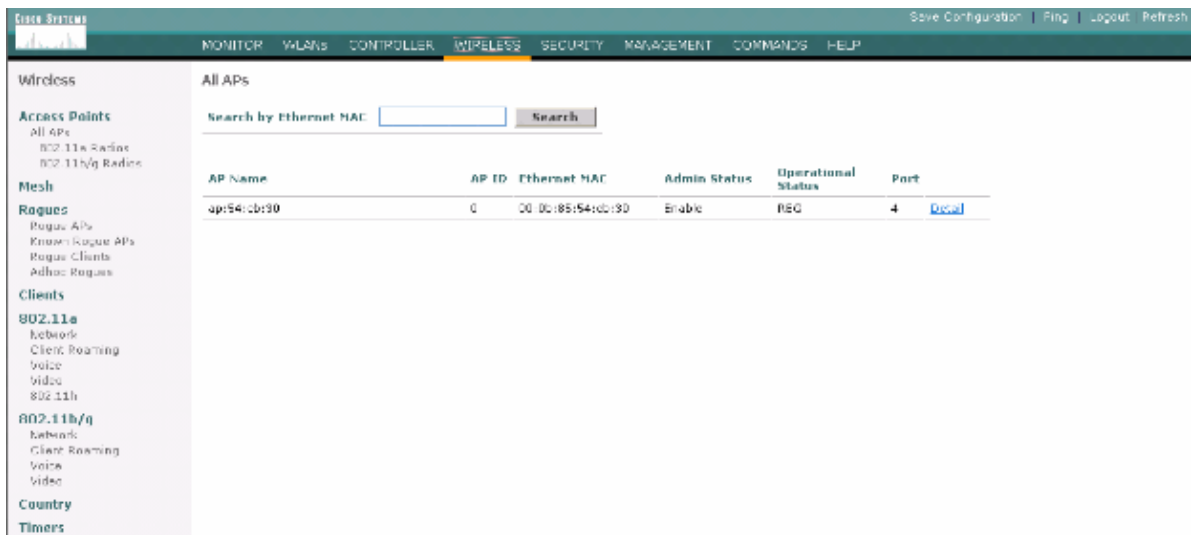 CISCO SYSTEMS
Save Configuration | Ping | Logout | Refresh
MONITOR WLANs CONTROLLER WIRELESS SECURITY MANAGEMENT COMMANDS HELP
Wireless
Access Points
All APs
802.11a Radios
802.11b/g Radios
Mesh
Rogues
Rogue APs
Known Rogue APs
Rogue Clients
Adhoc Rogues
Clients
802.11a
Network
Client Roaming
Voice
Video
802.11h
802.11b/g
Network
Client Roaming
Voice
Video
Country
Timers
All APs
Search by Ethernet MAC Search
AP Name AP ID Ethernet MAC Admin Status Operational Status Port
ap:54:cb:90 0 00:0b:85:54:cb:90 Enable REG 4 Detail